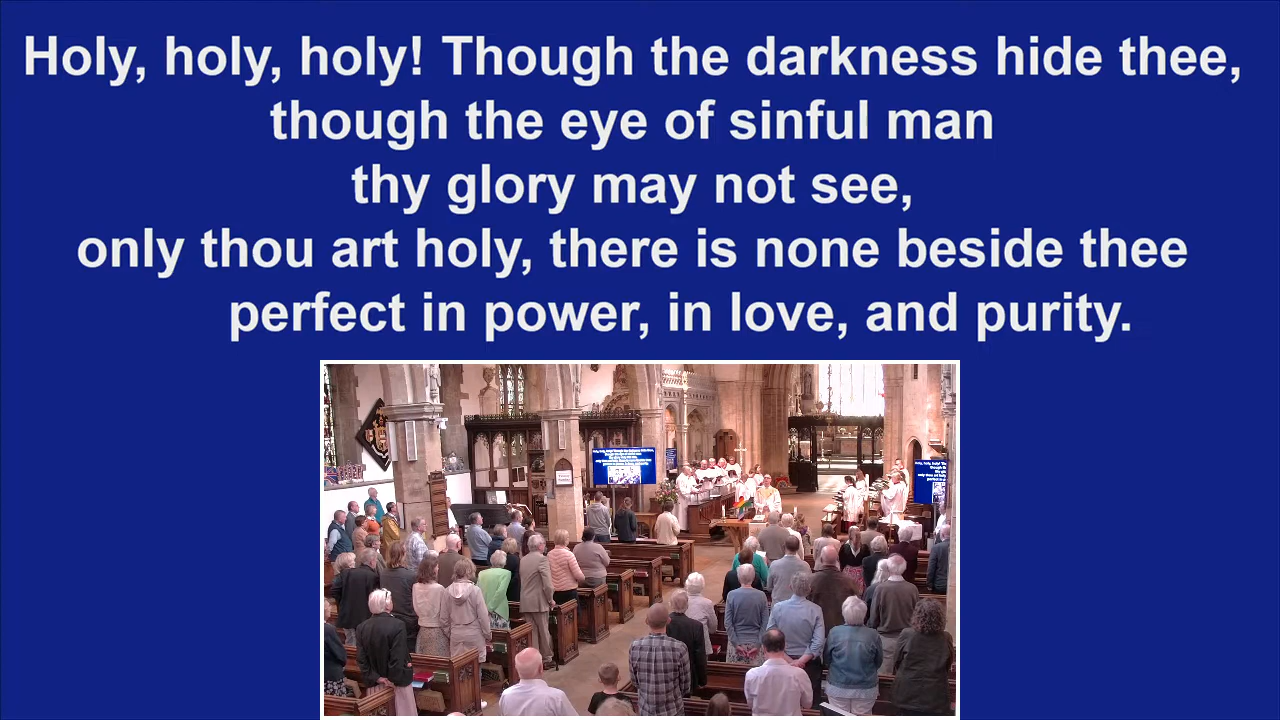 Holy, holy, holy! Though the darkness hide thee,
though the eye of sinful man
thy glory may not see,
only thou art holy, there is none beside thee
perfect in power, in love, and purity.